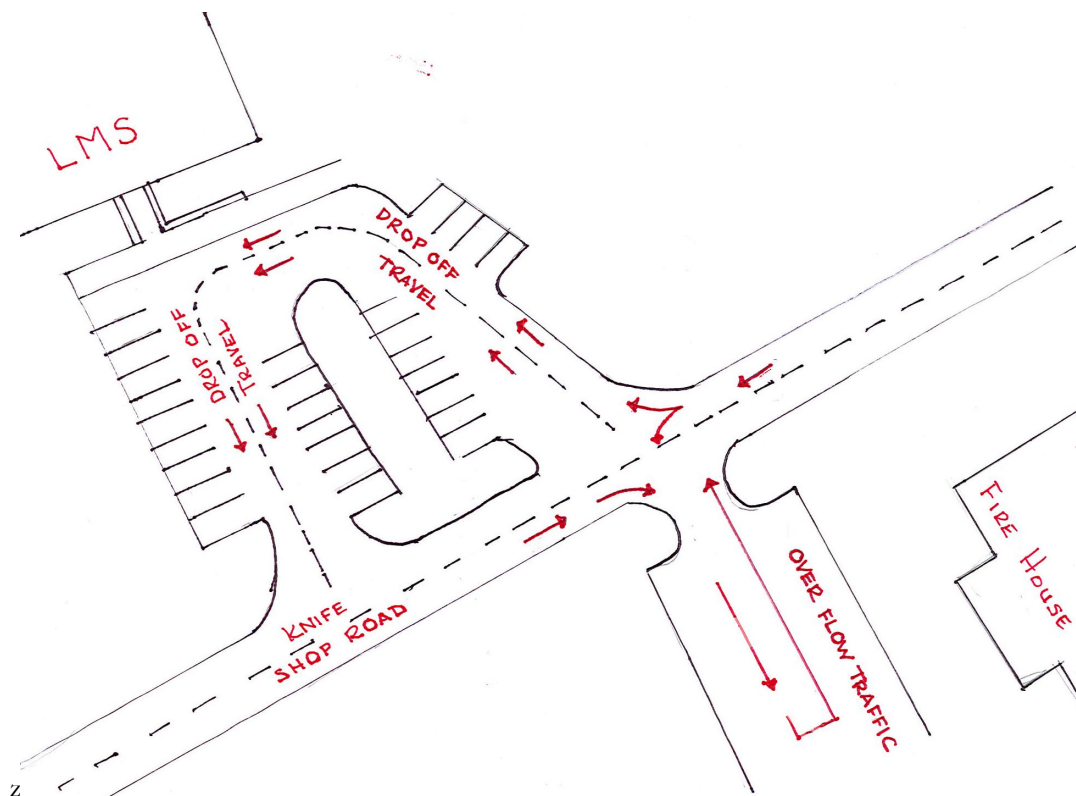 LMS
DROP OFF
TRAVEL
DROP OFF
TRAVEL
FIRE HOUSE
KNIFE
SHOP ROAD
OVER FLOW TRAFFIC
z